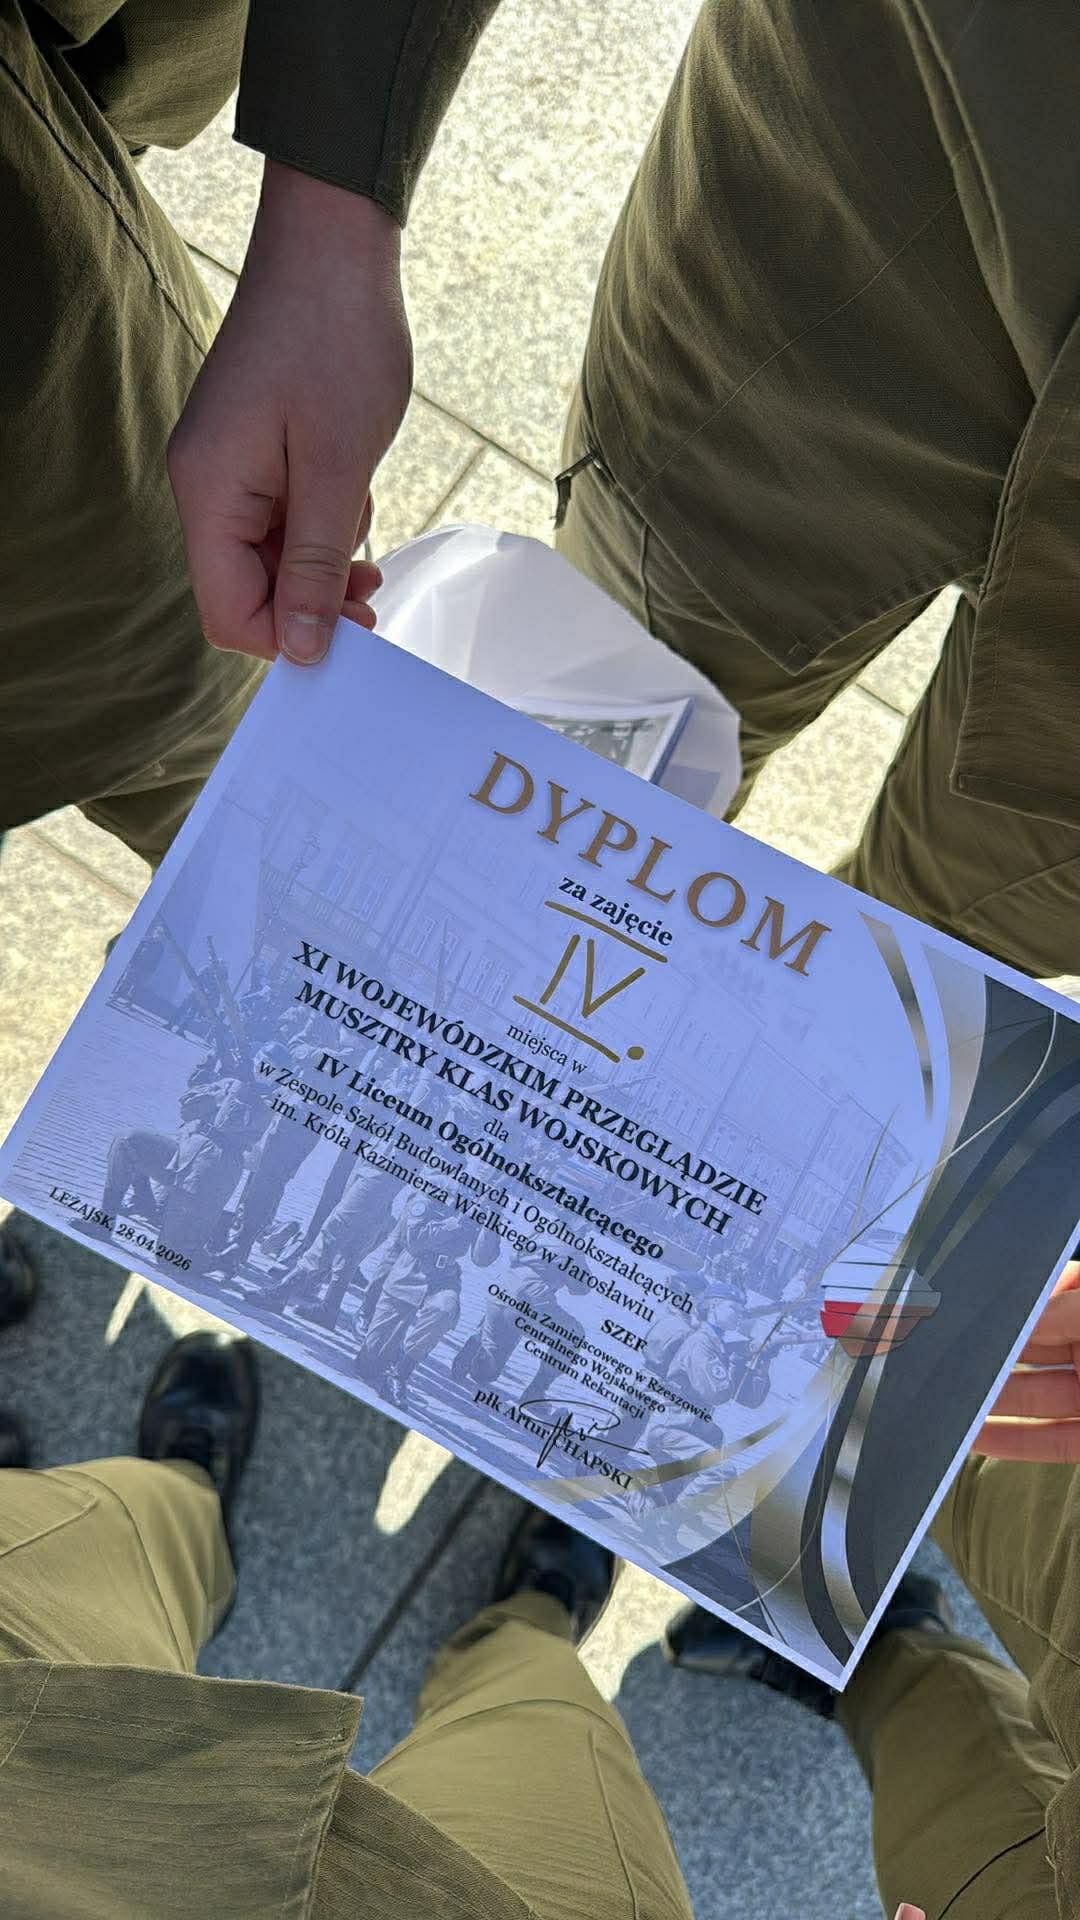 DYPLOM
za zajęcie
IV.
miejsca w
XI WOJEWÓDZKIM PRZEGLĄDZIE
MUSZTRY KLAS WOJSKOWYCH
dla
IV Liceum Ogólnokształcącego
w Zespole Szkół Budowlanych i Ogólnokształcących
im. Króla Kazimierza Wielkiego w Jarosławiu
LEŻAJSK, 28.04.2026
SZEF
Ośrodka Zamiejscowego w Rzeszowie
Centralnego Wojskowego
Centrum Rekrutacji
płk Artur CHAPSKI